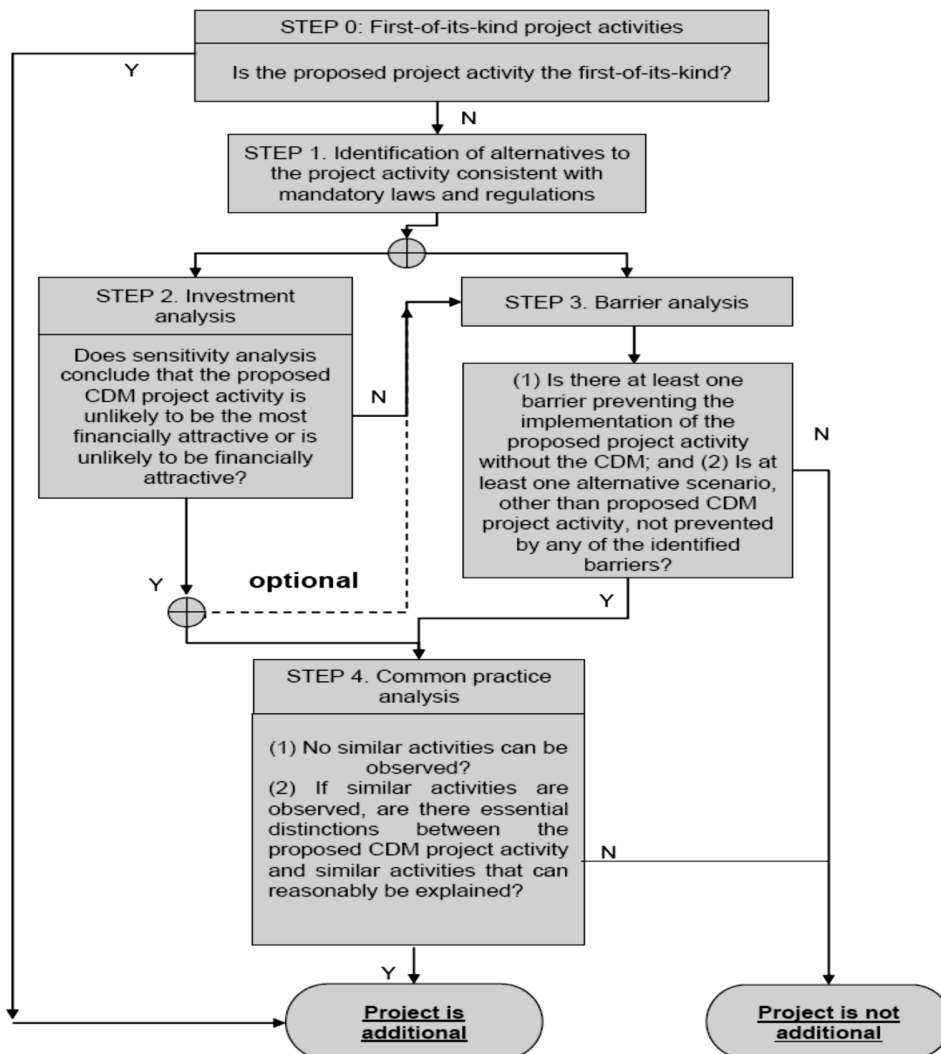 STEP 0: First-of-its-kind project activities
Y
Is the proposed project activity the first-of-its-kind?
N
STEP 1. Identification of alternatives to
the project activity consistent with
mandatory laws and regulations
STEP 2. Investment
analysis
Does sensitivity analysis
conclude that the proposed
CDM project activity is
unlikely to be the most
financially attractive or is
unlikely to be financially
attractive?
N
Y
optional
STEP 3. Barrier analysis
(1) Is there at least one
barrier preventing the
implementation of the
proposed project activity
without the CDM; and (2) Is at
least one alternative scenario,
other than proposed CDM
project activity, not prevented
by any of the identified
barriers?
N
Y
STEP 4. Common practice
analysis
(1) No similar activities can be
observed?
(2) If similar activities are
observed, are there essential
distinctions between the
proposed CDM project activity
and similar activities that can
reasonably be explained?
N
Y
Project is
additional
Project is not
additional